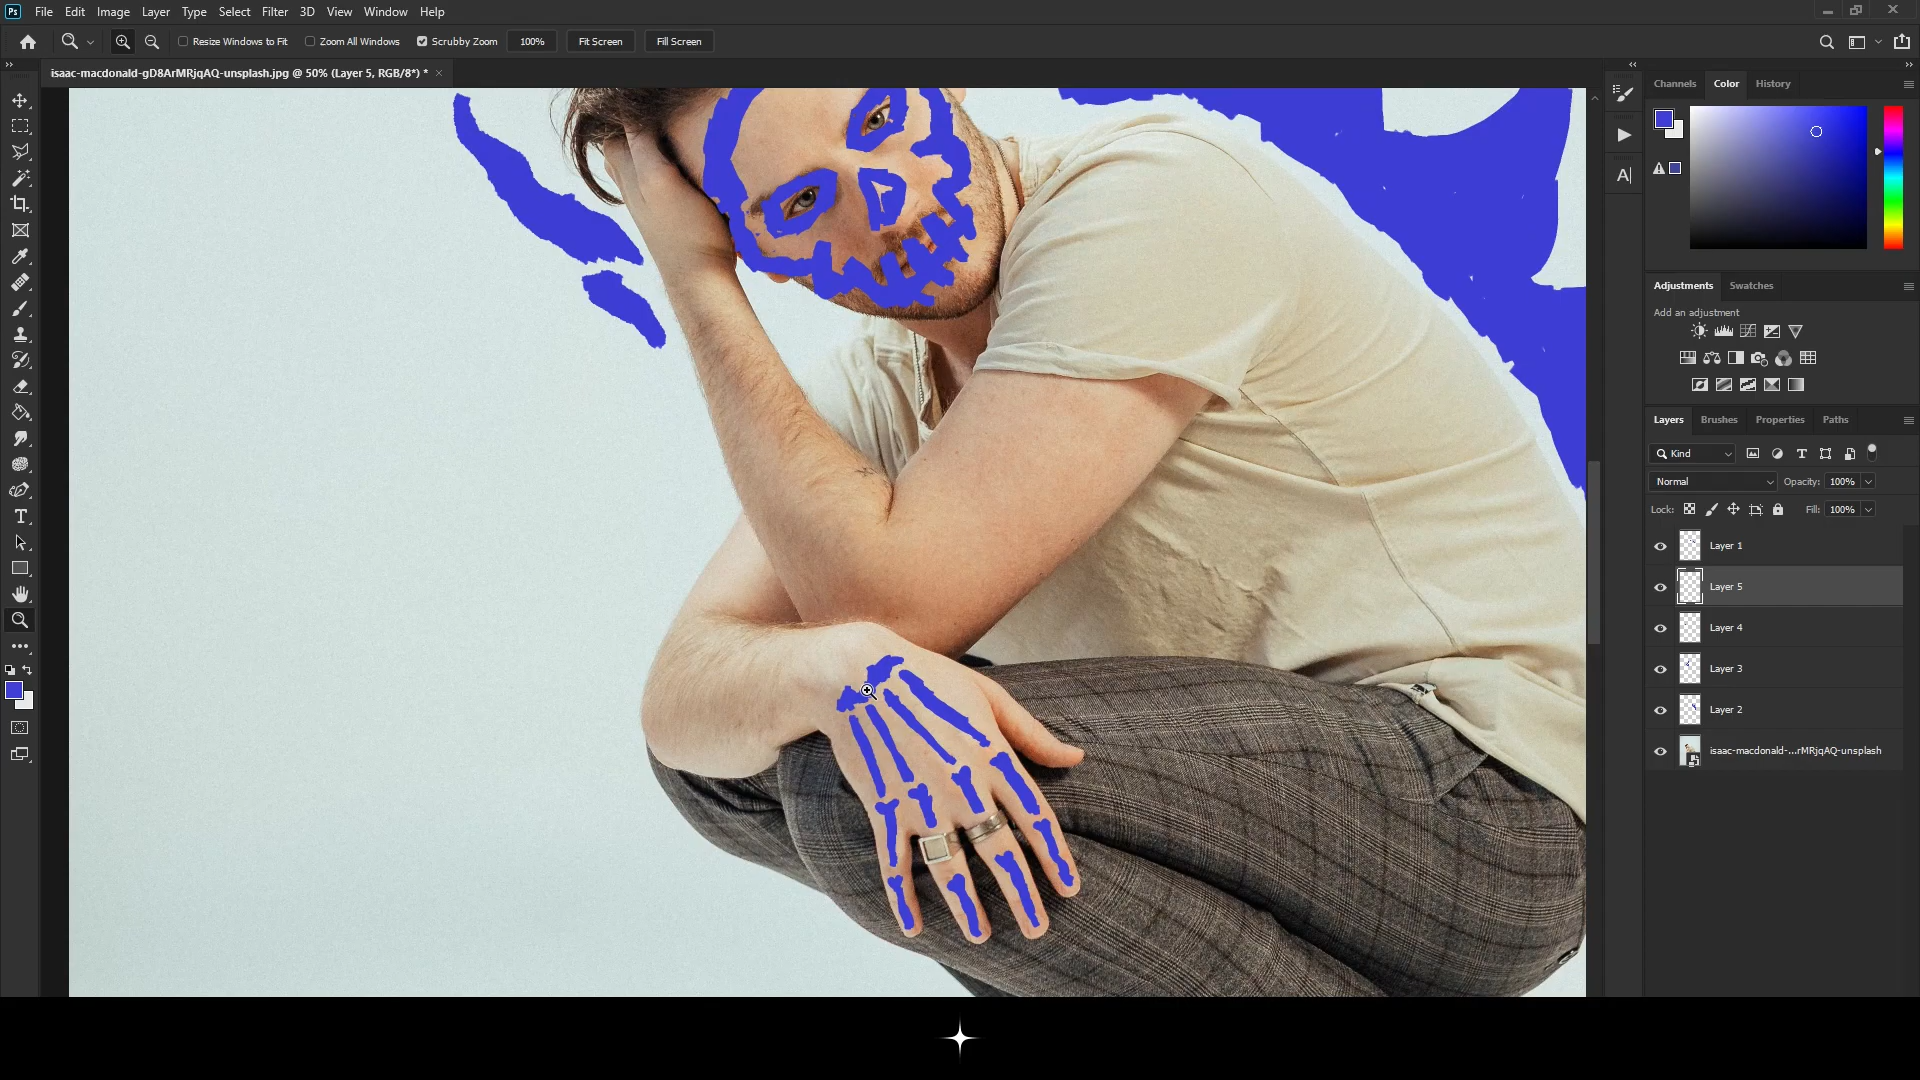 Ps File Edit Image Layer Type Select Filter 3D View Window Help
Resize Windows to Fit Zoom All Windows Scrubby Zoom 100% Fit Screen Fill Screen
isaac-macdonald-gD8ArMRjqAQ-unsplash.jpg @ 50% (Layer 5, RGB/8*) * ×
Channels Color History
A|
Adjustments Swatches
Add an adjustment
Layers Brushes Properties Paths
Kind
Normal Opacity: 100%
Lock: Fill: 100%
Layer 1
Layer 5
Layer 4
Layer 3
Layer 2
isaac-macdonald-...rMRjqAQ-unsplash